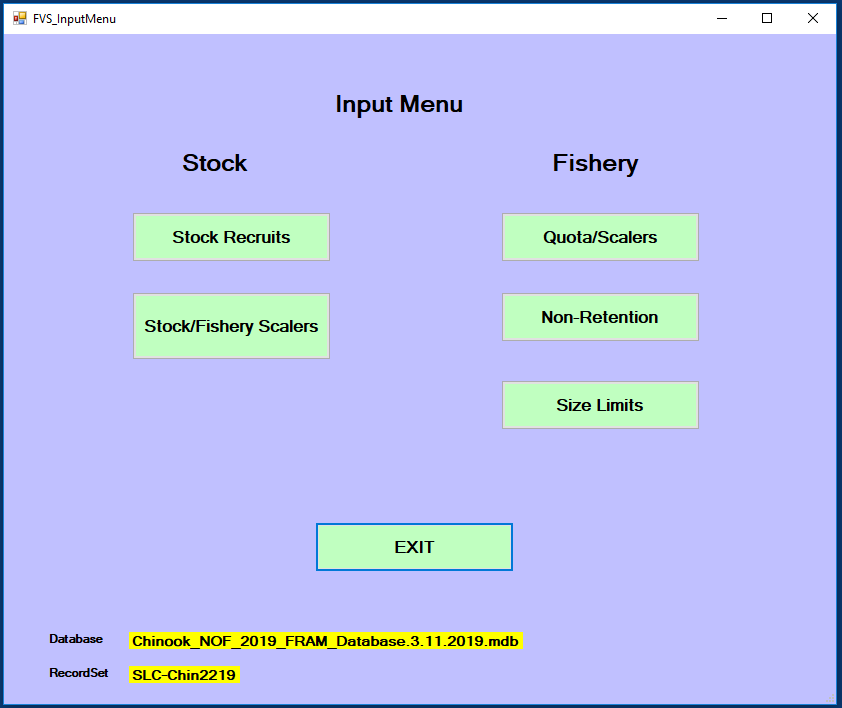 FVS_InputMenu
Input Menu
Stock
Fishery
Stock Recruits
Quota/Scalers
Stock/Fishery Scalers
Non-Retention
Size Limits
EXIT
Database Chinook_NOF_2019_FRAM_Database.3.11.2019.mdb
RecordSet SLC-Chin2219